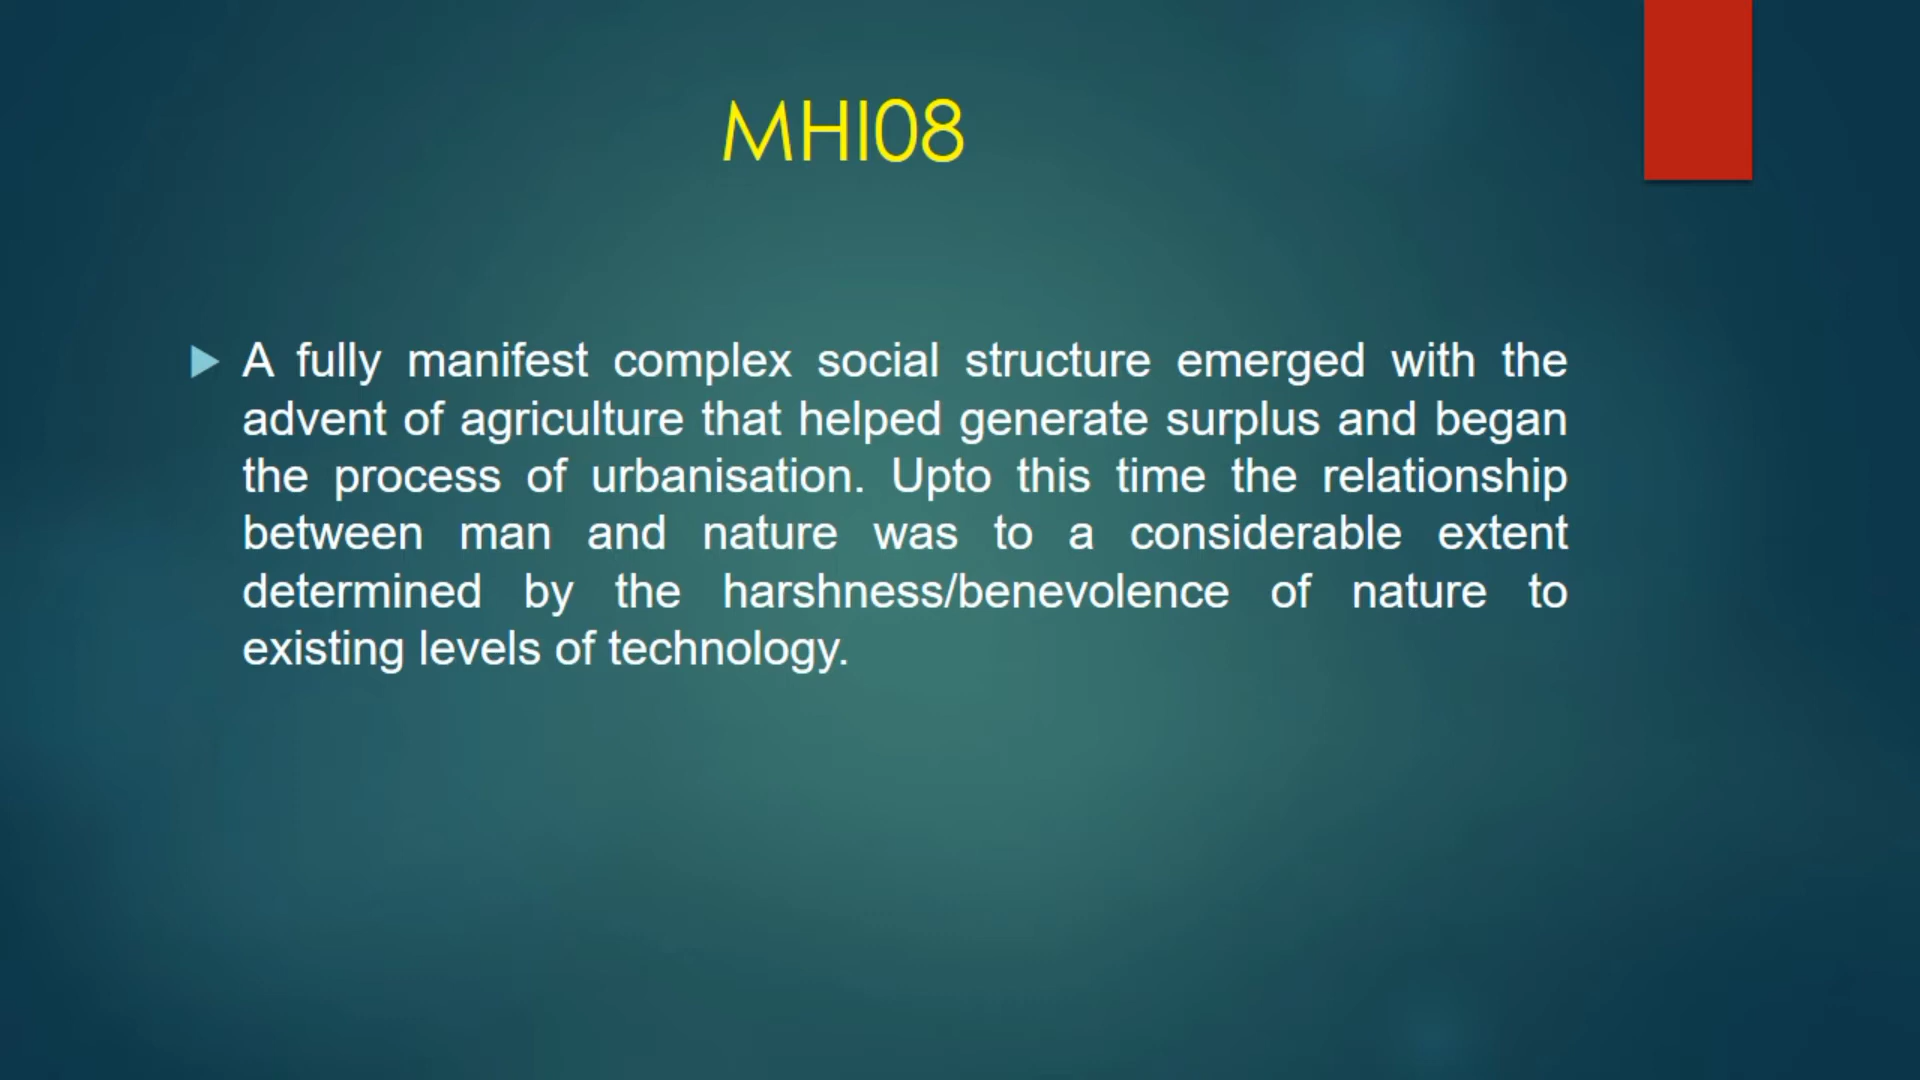 MHI08
A fully manifest complex social structure emerged with the
advent of agriculture that helped generate surplus and began
the process of urbanisation. Upto this time the relationship
between man and nature was to a considerable extent
determined by the harshness/benevolence of nature to
existing levels of technology.